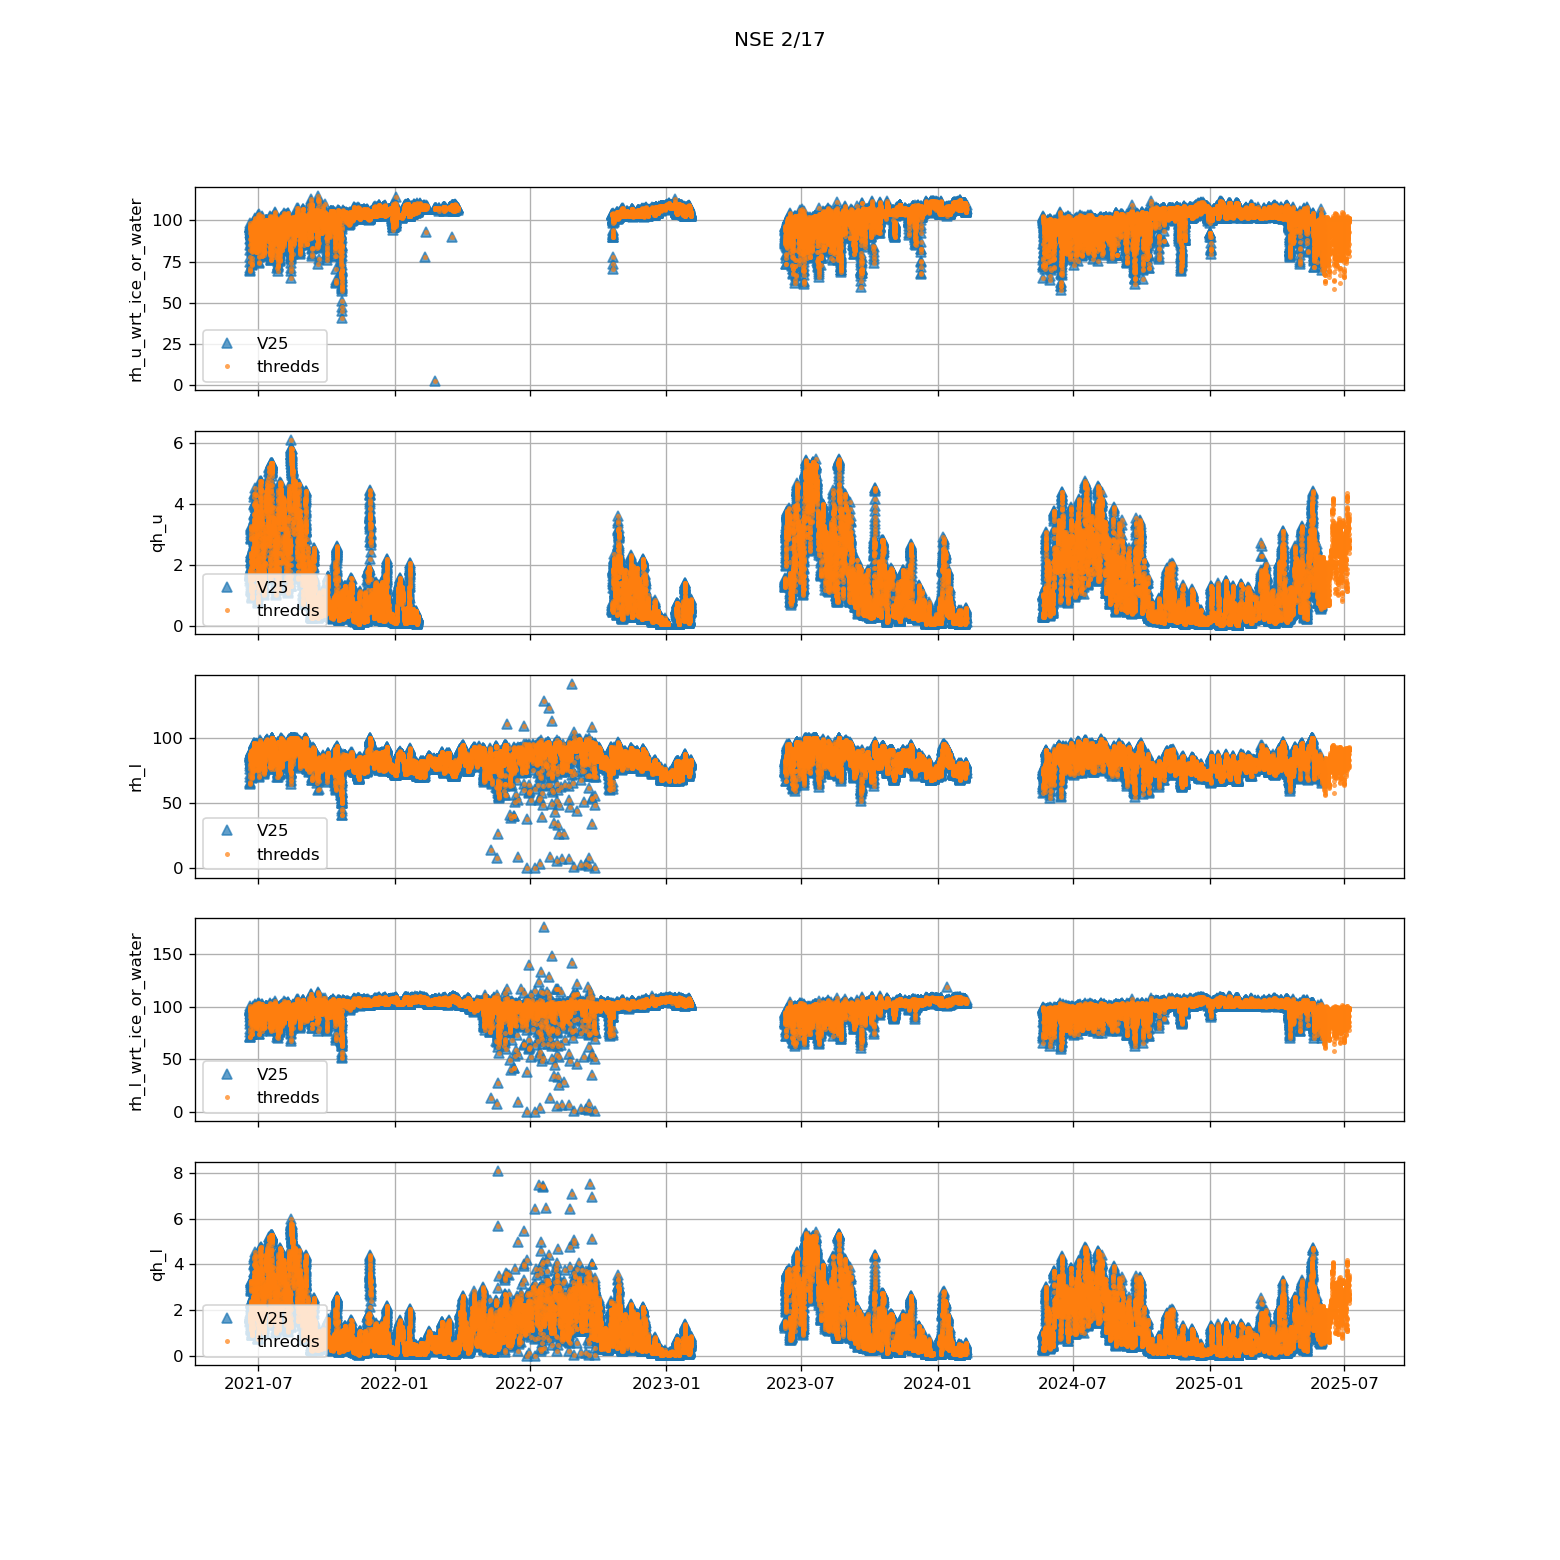 NSE 2/17
rh_u_wrt_ice_or_water
100
75
50
25
0
V25
thredds
qh_u
6
4
2
0
V25
thredds
rh_l
100
50
0
V25
thredds
rh_l_wrt_ice_or_water
150
100
50
0
V25
thredds
qh_l
8
6
4
2
0
V25
thredds
2021-07 2022-01 2022-07 2023-01 2023-07 2024-01 2024-07 2025-01 2025-07